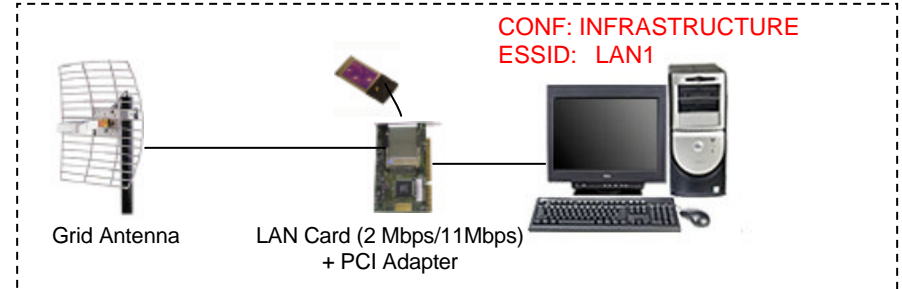 CONF: INFRASTRUCTURE
ESSID: LAN1
Grid Antenna
LAN Card (2 Mbps/11Mbps)
+ PCI Adapter